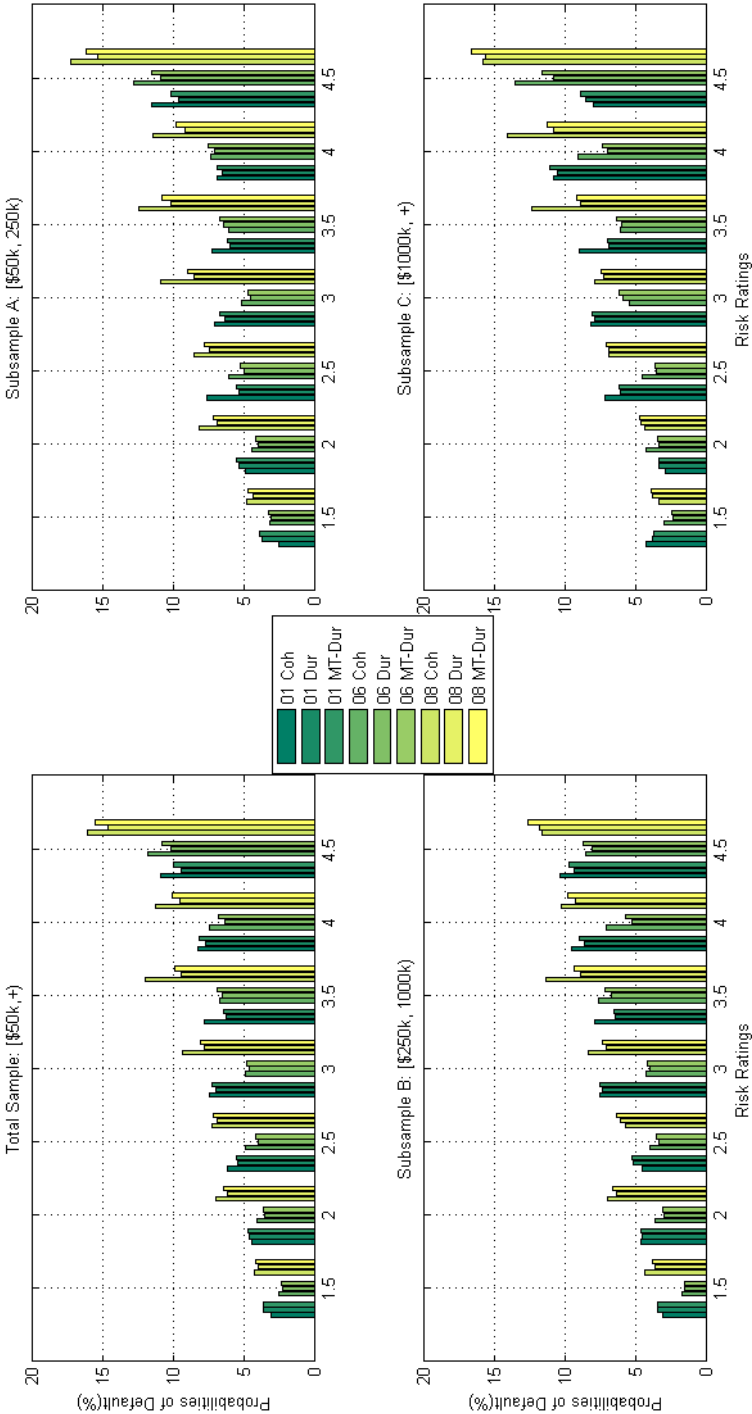 Total Sample: [$50k,+)
Probabilities of Default(%)
20
15
10
5
0
1.5
2
2.5
3
3.5
4
4.5
Subsample A: [$50k, 250k)
20
15
10
5
0
1.5
2
2.5
3
3.5
4
4.5
01 Coh
01 Dur
01 MT-Dur
06 Coh
06 Dur
06 MT-Dur
08 Coh
08 Dur
08 MT-Dur
Subsample B: [$250k, 1000k)
Probabilities of Default(%)
20
15
10
5
0
1.5
2
2.5
3
3.5
4
4.5
Risk Ratings
Subsample C: [$1000k, +)
20
15
10
5
0
1.5
2
2.5
3
3.5
4
4.5
Risk Ratings